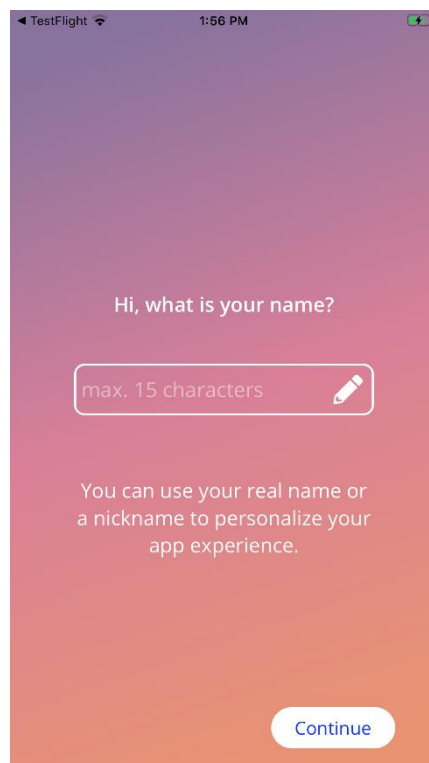 TestFlight 1:56 PM
Hi, what is your name?
max. 15 characters
You can use your real name or
a nickname to personalize your
app experience.
Continue